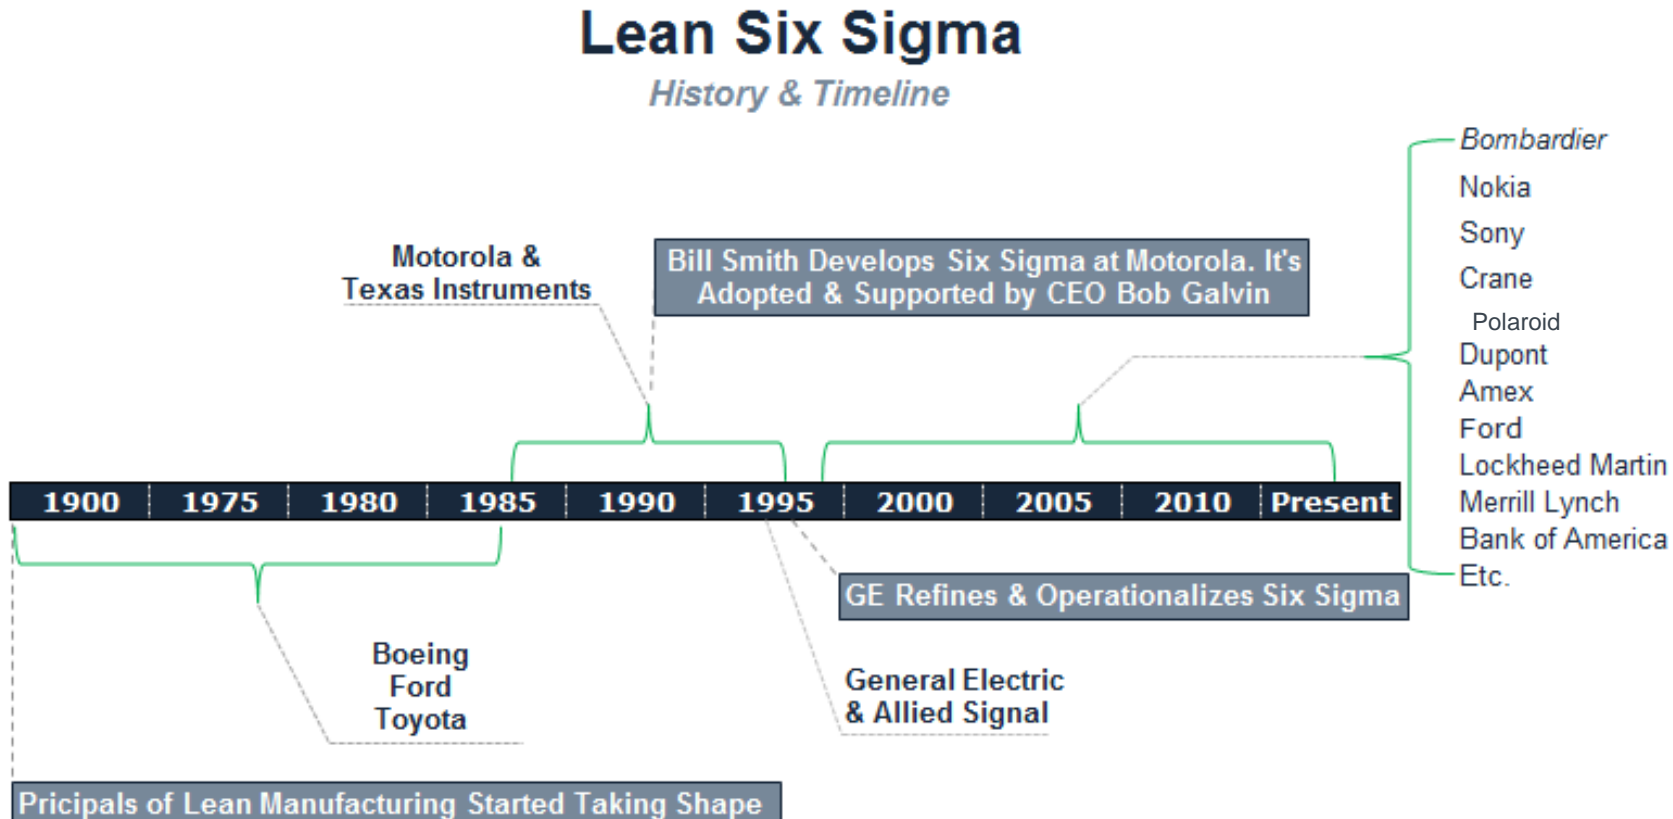 Lean Six Sigma
History & Timeline
Bombardier
Nokia
Sony
Crane
Polaroid
Dupont
Amex
Ford
Lockheed Martin
Merrill Lynch
Bank of America
Etc.
Motorola &
Texas Instruments
Bill Smith Develops Six Sigma at Motorola. It's
Adopted & Supported by CEO Bob Galvin
1900 1975 1980 1985 1990 1995 2000 2005 2010 Present
GE Refines & Operationalizes Six Sigma
Boeing
Ford
Toyota
General Electric
& Allied Signal
Pricipals of Lean Manufacturing Started Taking Shape